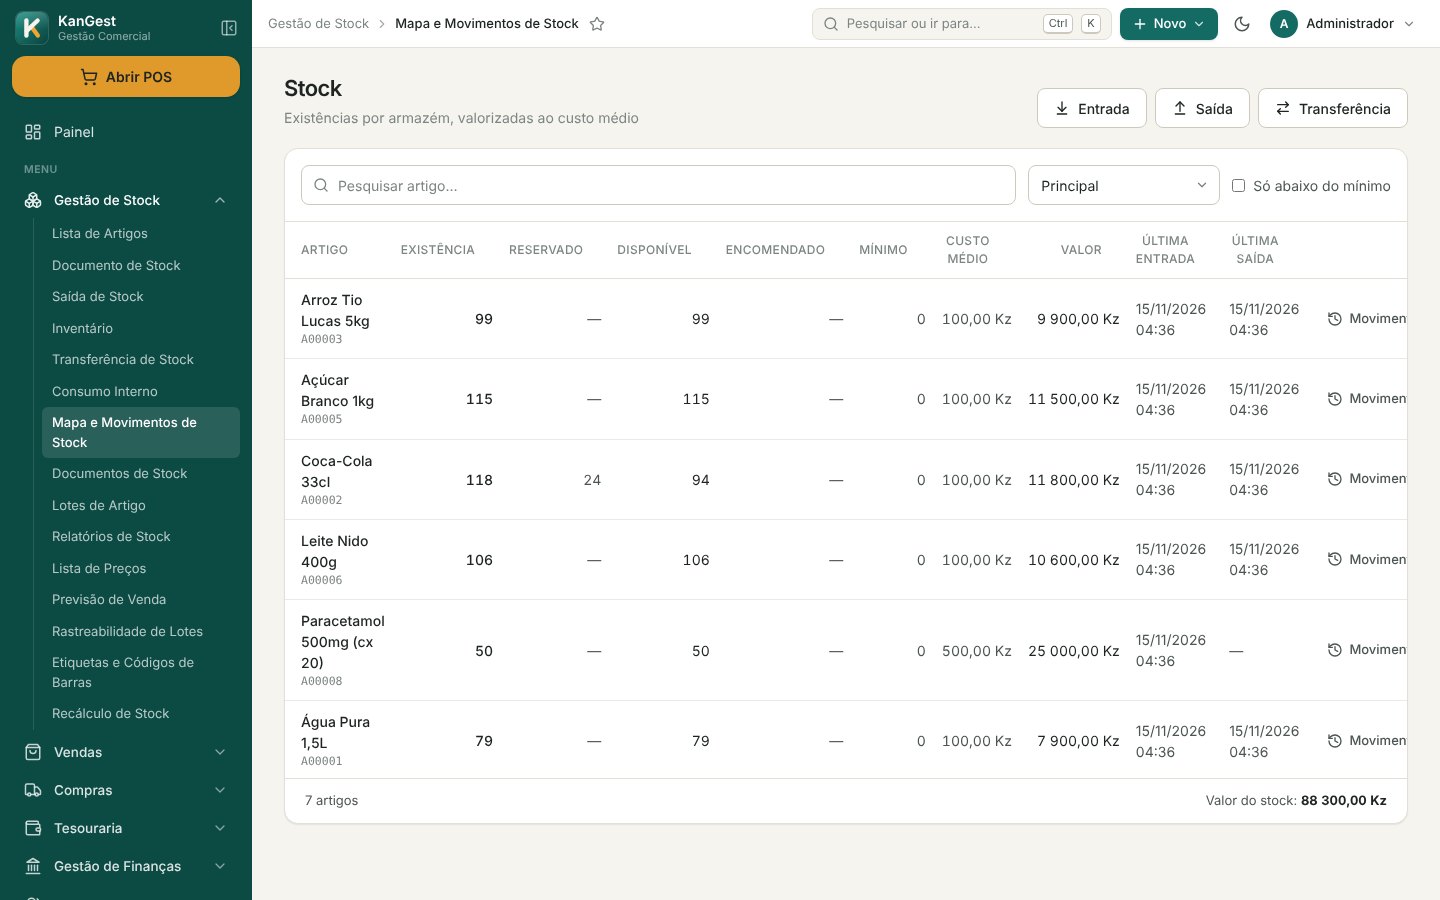 KanGest
Gestão Comercial
Abrir POS
Painel
MENU
Gestão de Stock
Lista de Artigos
Documento de Stock
Saída de Stock
Inventário
Transferência de Stock
Consumo Interno
Mapa e Movimentos de
Stock
Documentos de Stock
Lotes de Artigo
Relatórios de Stock
Lista de Preços
Previsão de Venda
Rastreabilidade de Lotes
Etiquetas e Códigos de
Barras
Recálculo de Stock
Vendas
Compras
Tesouraria
Gestão de Finanças
Gestão de Stock > Mapa e Movimentos de Stock
Pesquisar ou ir para... Ctrl K
+ Novo
A Administrador
Stock
Existências por armazém, valorizadas ao custo médio
Entrada Saída Transferência
Pesquisar artigo... Principal Só abaixo do mínimo
ARTIGO EXISTÊNCIA RESERVADO DISPONÍVEL ENCOMENDADO MÍNIMO CUSTO MÉDIO VALOR ÚLTIMA ENTRADA ÚLTIMA SAÍDA
Arroz Tio
Lucas 5kg
A00003
99 — 99 — 0 100,00 Kz 9 900,00 Kz 15/11/2026 04:36 15/11/2026 04:36 Movimen
Açúcar
Branco 1kg
A00005
115 — 115 — 0 100,00 Kz 11 500,00 Kz 15/11/2026 04:36 15/11/2026 04:36 Movimen
Coca-Cola
33cl
A00002
118 24 94 — 0 100,00 Kz 11 800,00 Kz 15/11/2026 04:36 15/11/2026 04:36 Movimen
Leite Nido
400g
A00006
106 — 106 — 0 100,00 Kz 10 600,00 Kz 15/11/2026 04:36 15/11/2026 04:36 Movimen
Paracetamol
500mg (cx
20)
A00008
50 — 50 — 0 500,00 Kz 25 000,00 Kz 15/11/2026 04:36 — Movimen
Água Pura
1,5L
A00001
79 — 79 — 0 100,00 Kz 7 900,00 Kz 15/11/2026 04:36 15/11/2026 04:36 Movimen
7 artigos
Valor do stock: 88 300,00 Kz